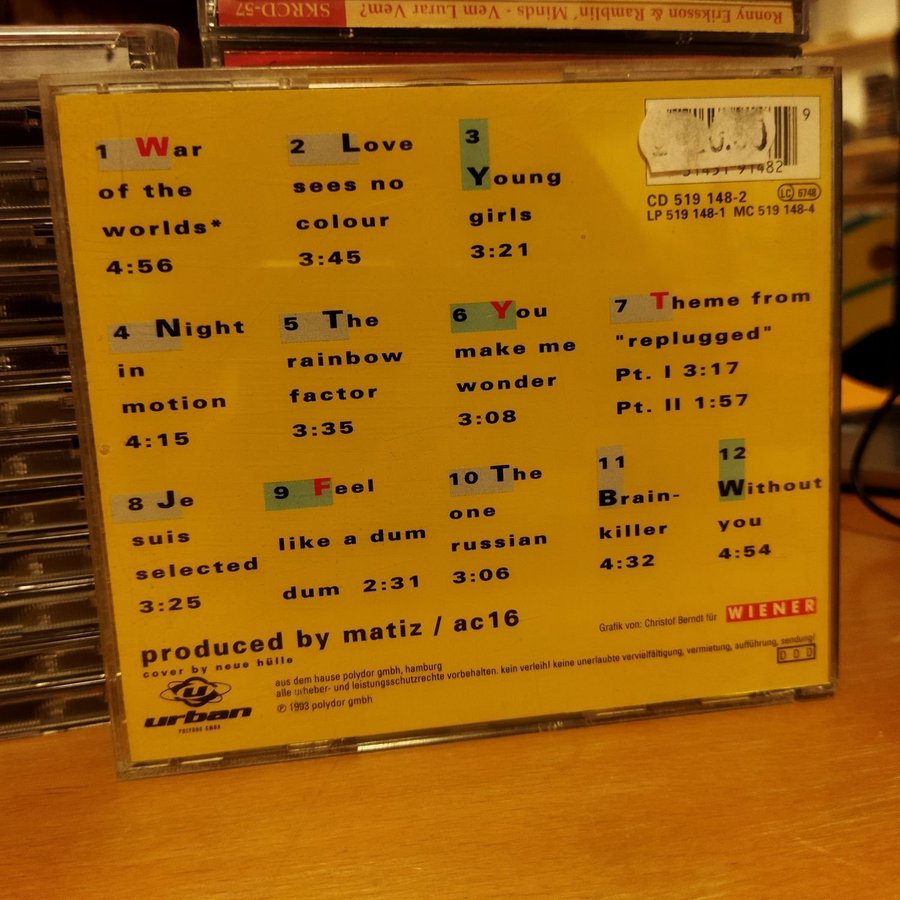 Ronny Eriksson & Ramblin' Minds - Vem Lurar Vem? SKRCD-57
1 War
of the
worlds*
4:56
2 Love
sees no
colour
3:45
3
Young
girls
3:21
9
31451 91482
CD 519 148-2 LC 6748
LP 519 148-1 MC 519 148-4
4 Night
in
motion
4:15
5 The
rainbow
factor
3:35
6 You
make me
wonder
3:08
7 Theme from
"replugged"
Pt. I 3:17
Pt. II 1:57
8 Je
suis
selected
3:25
9 Feel
like a dum
dum 2:31
10 The
one
russian
3:06
11
Brain-
killer
4:32
12
Without
you
4:54
produced by matiz / ac16
cover by neue hülle
Grafik von: Christof Berndt für WIENER
urban
POLYDOR GMBH
aus dem hause polydor gmbh, hamburg
alle urheber- und leistungsschutzrechte vorbehalten. kein verleih! keine unerlaubte vervielfältigung, vermietung, aufführung, sendung!
℗ 1993 polydor gmbh
DDD